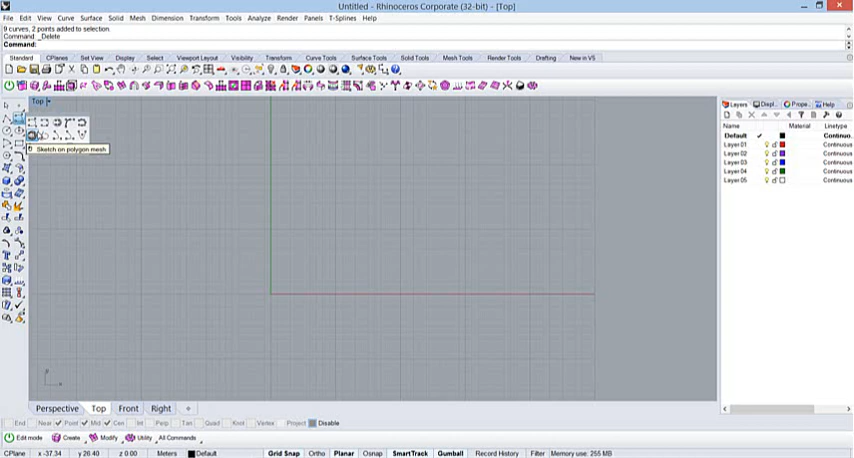 Untitled - Rhinoceros Corporate (32-bit) - [Top]
File Edit View Curve Surface Solid Mesh Dimension Transform Tools Analyze Render Panels T-Splines Help
9 curves, 2 points added to selection.
Command: _Delete
Command:
Standard CPlanes Set View Display Select Viewport Layout Visibility Transform Curve Tools Surface Tools Solid Tools Mesh Tools Render Tools Drafting New in V5
Top
Sketch on polygon mesh
Layers Displ... Prope... Help
Name Material Linetype
Default Continuo...
Layer 01 Continuous
Layer 02 Continuous
Layer 03 Continuous
Layer 04 Continuous
Layer 05 Continuous
y
x
Perspective Top Front Right
End Near Point Mid Cen Int Perp Tan Quad Knot Vertex Project Disable
Edit mode Create Modify Utility All Commands
CPlane x -37.34 y 26.40 z 0.00 Meters Default Grid Snap Ortho Planar Osnap SmartTrack Gumball Record History Filter Memory use: 255 MB